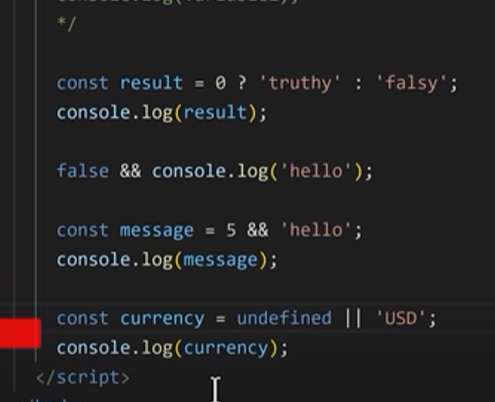 */
const result = 0 ? 'truthy' : 'falsy';
console.log(result);
false && console.log('hello');
const message = 5 && 'hello';
console.log(message);
const currency = undefined || 'USD';
console.log(currency);
</script>